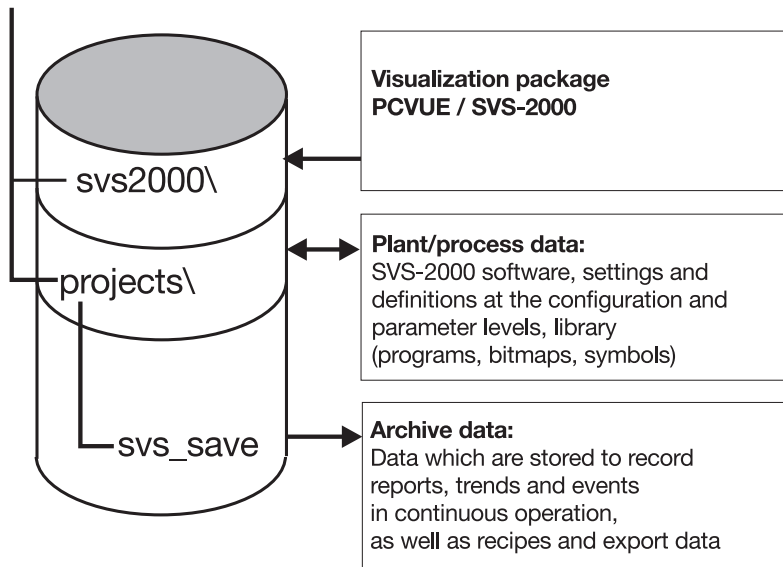 Visualization package
PCVUE / SVS-2000
svs2000\
Plant/process data:
SVS-2000 software, settings and
definitions at the configuration and
parameter levels, library
(programs, bitmaps, symbols)
projects\
Archive data:
Data which are stored to record
reports, trends and events
in continuous operation,
as well as recipes and export data
svs_save